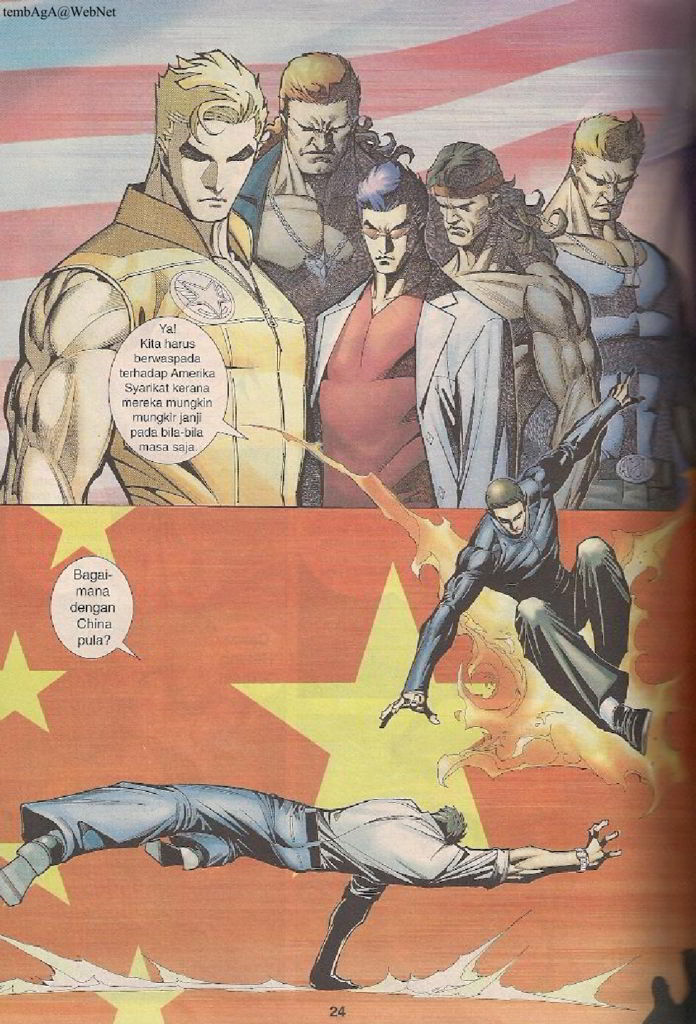 tembAgA@WebNet
Ya!
Kita harus
berwaspada
terhadap Amerika
Syarikat kerana
mereka mungkin
mungkir janji
pada bila-bila
masa saja.
Bagai-
mana
dengan
China
pula?
24